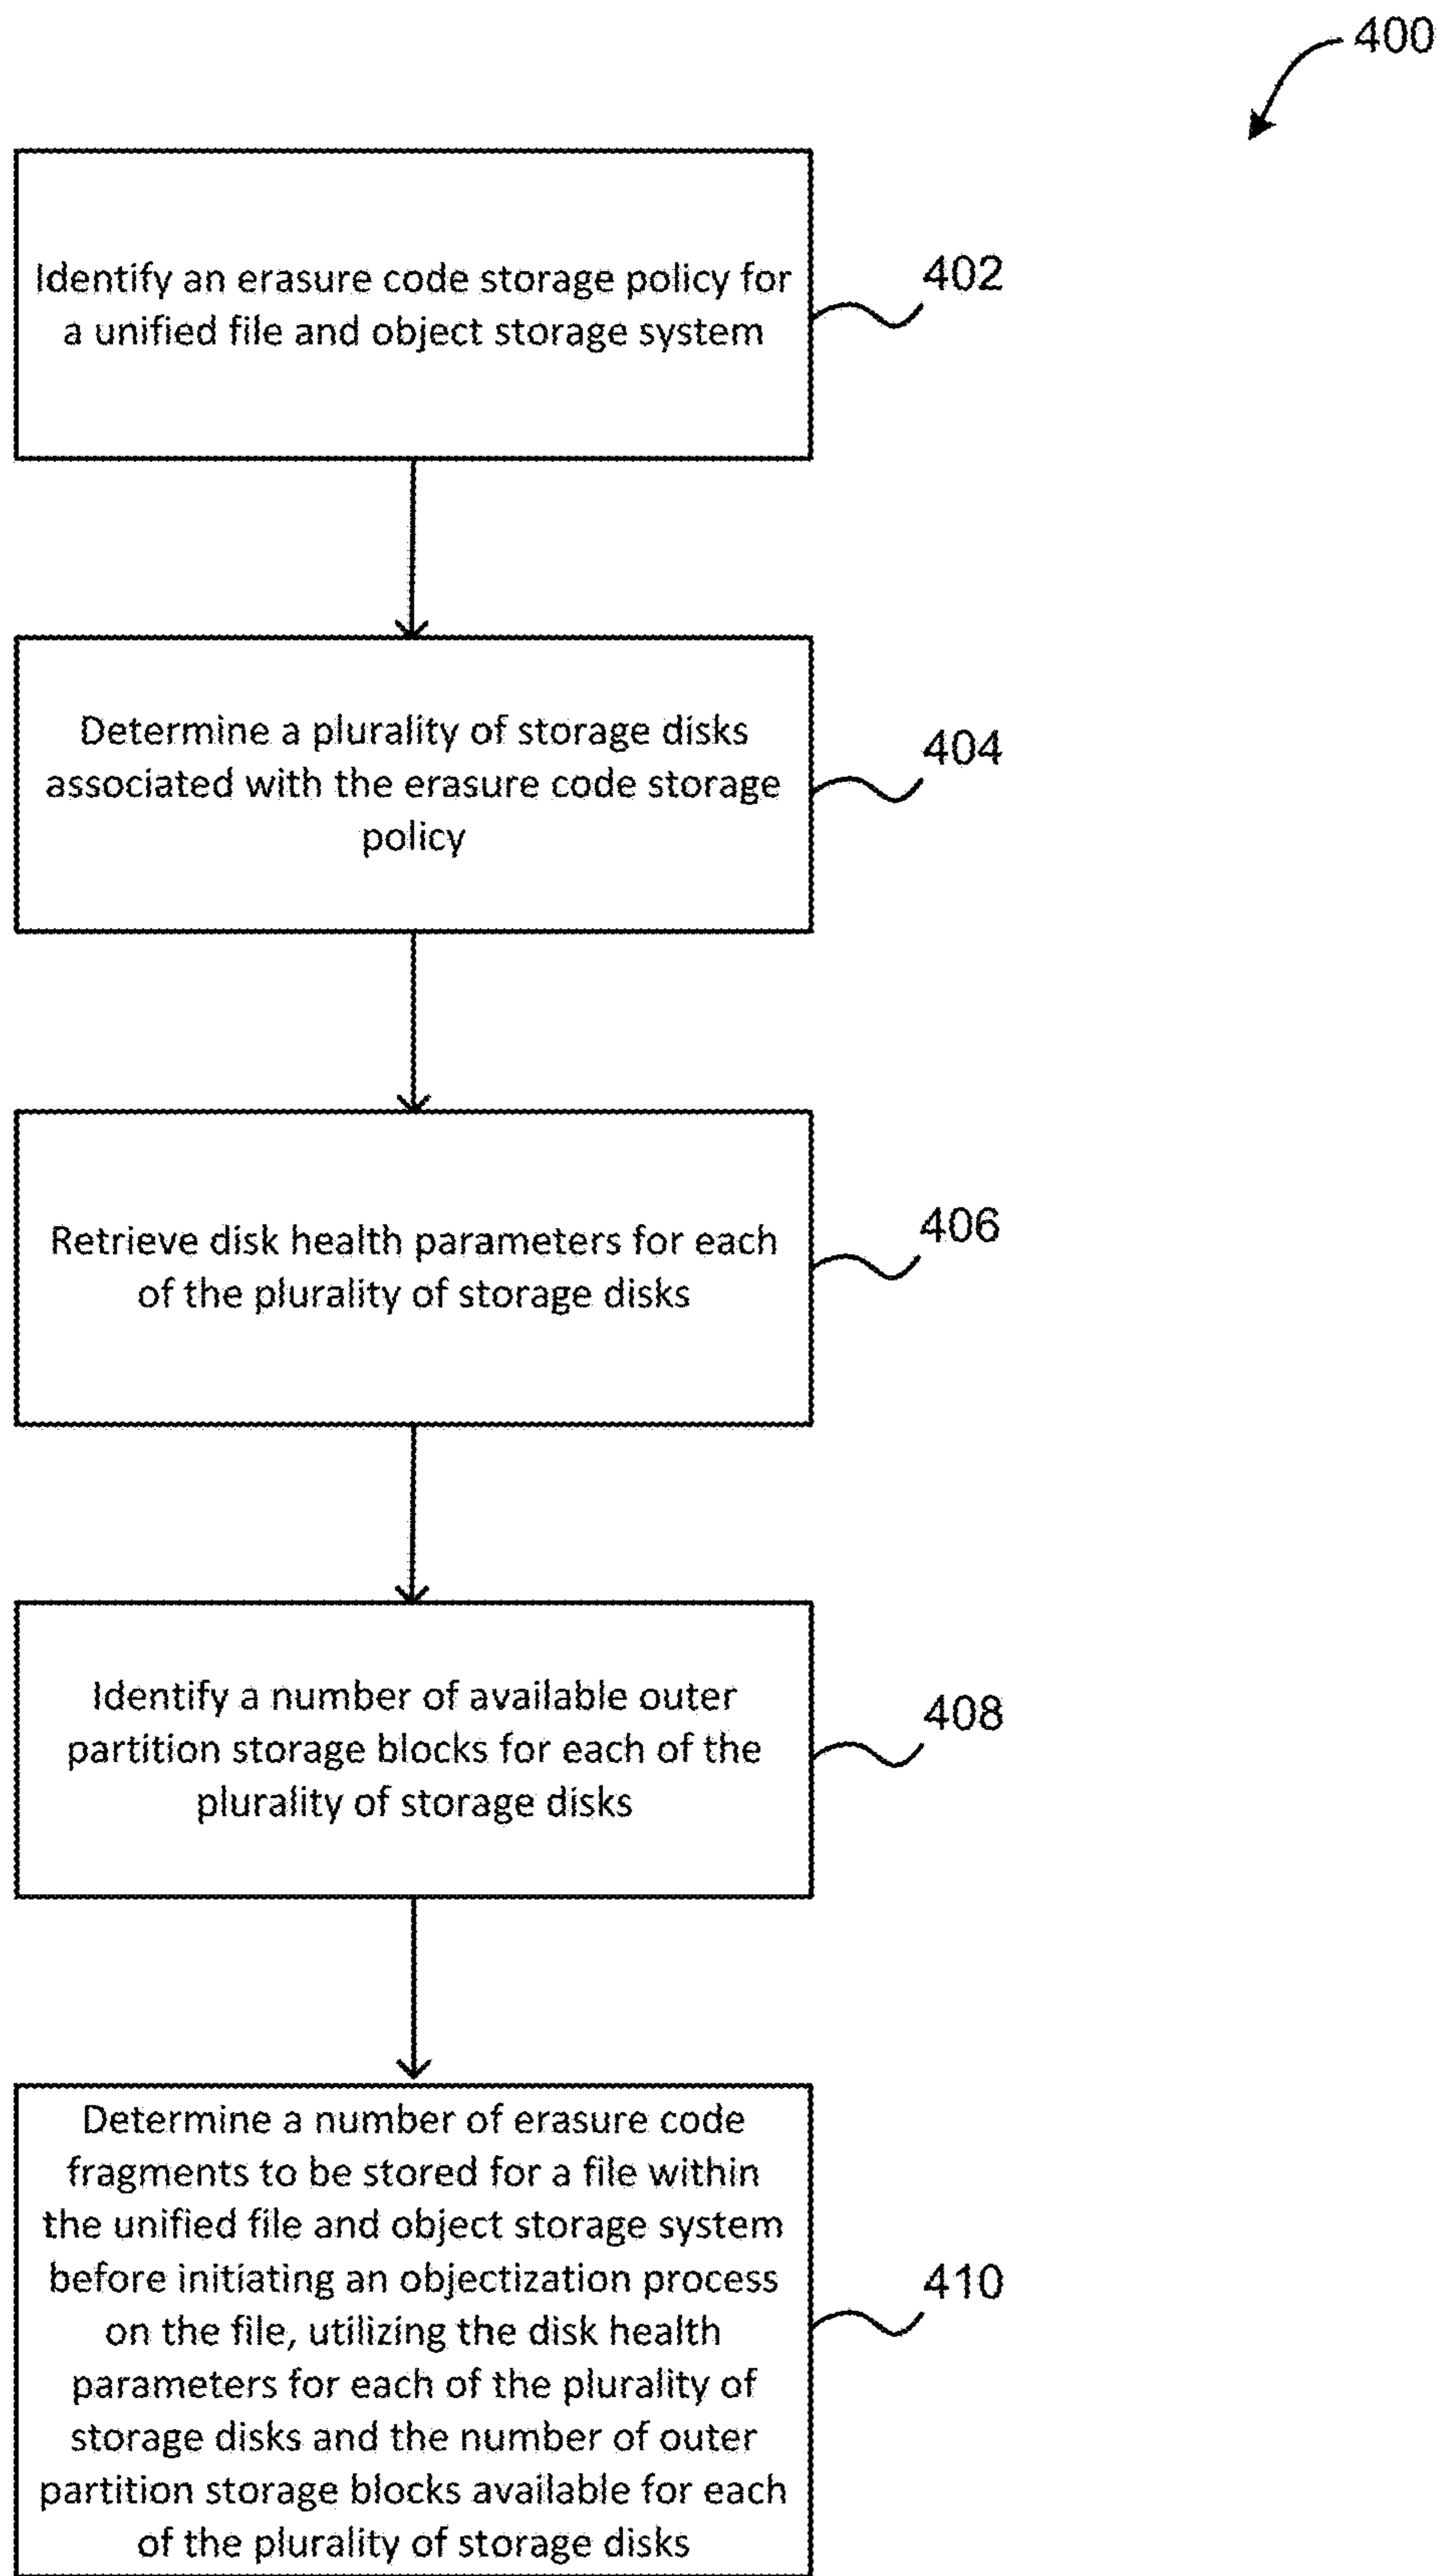 400
Identify an erasure code storage policy for
a unified file and object storage system
402
Determine a plurality of storage disks
associated with the erasure code storage
policy
404
Retrieve disk health parameters for each
of the plurality of storage disks
406
Identify a number of available outer
partition storage blocks for each of the
plurality of storage disks
408
Determine a number of erasure code
fragments to be stored for a file within
the unified file and object storage system
before initiating an objectization process
on the file, utilizing the disk health
parameters for each of the plurality of
storage disks and the number of outer
partition storage blocks available for each
of the plurality of storage disks
410